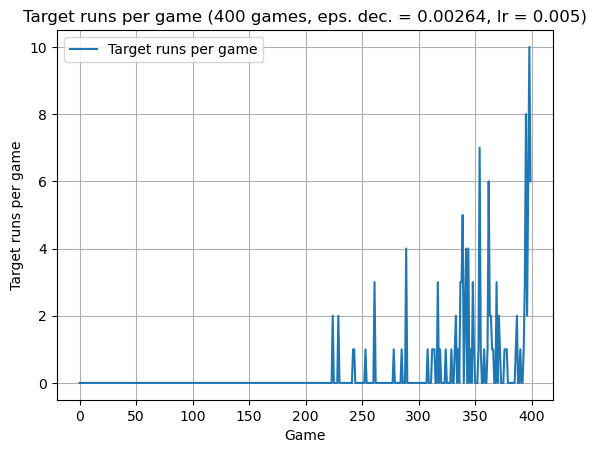 Target runs per game (400 games, eps. dec. = 0.00264, lr = 0.005)
Target runs per game
Target runs per game
10
8
6
4
2
0
0 50 100 150 200 250 300 350 400
Game